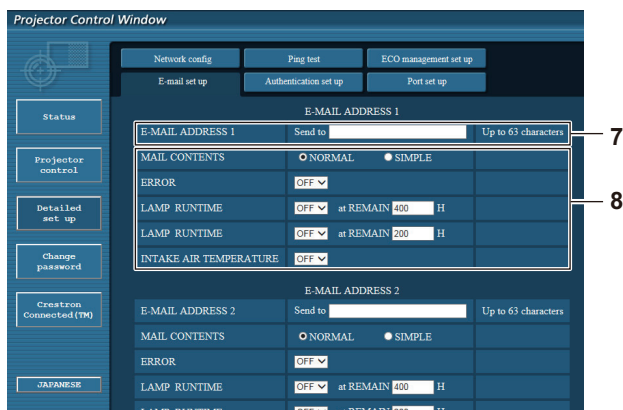 Projector Control Window
Network config Ping test ECO management set up
E-mail set up Authentication set up Port set up
Status
Projector control
Detailed set up
Change password
Crestron Connected(TM)
JAPANESE
E-MAIL ADDRESS 1
E-MAIL ADDRESS 1 Send to Up to 63 characters 7
MAIL CONTENTS NORMAL SIMPLE
ERROR OFF
8
LAMP RUNTIME OFF at REMAIN 400 H
LAMP RUNTIME OFF at REMAIN 200 H
INTAKE AIR TEMPERATURE OFF
E-MAIL ADDRESS 2
E-MAIL ADDRESS 2 Send to Up to 63 characters
MAIL CONTENTS NORMAL SIMPLE
ERROR OFF
LAMP RUNTIME OFF at REMAIN 400 H